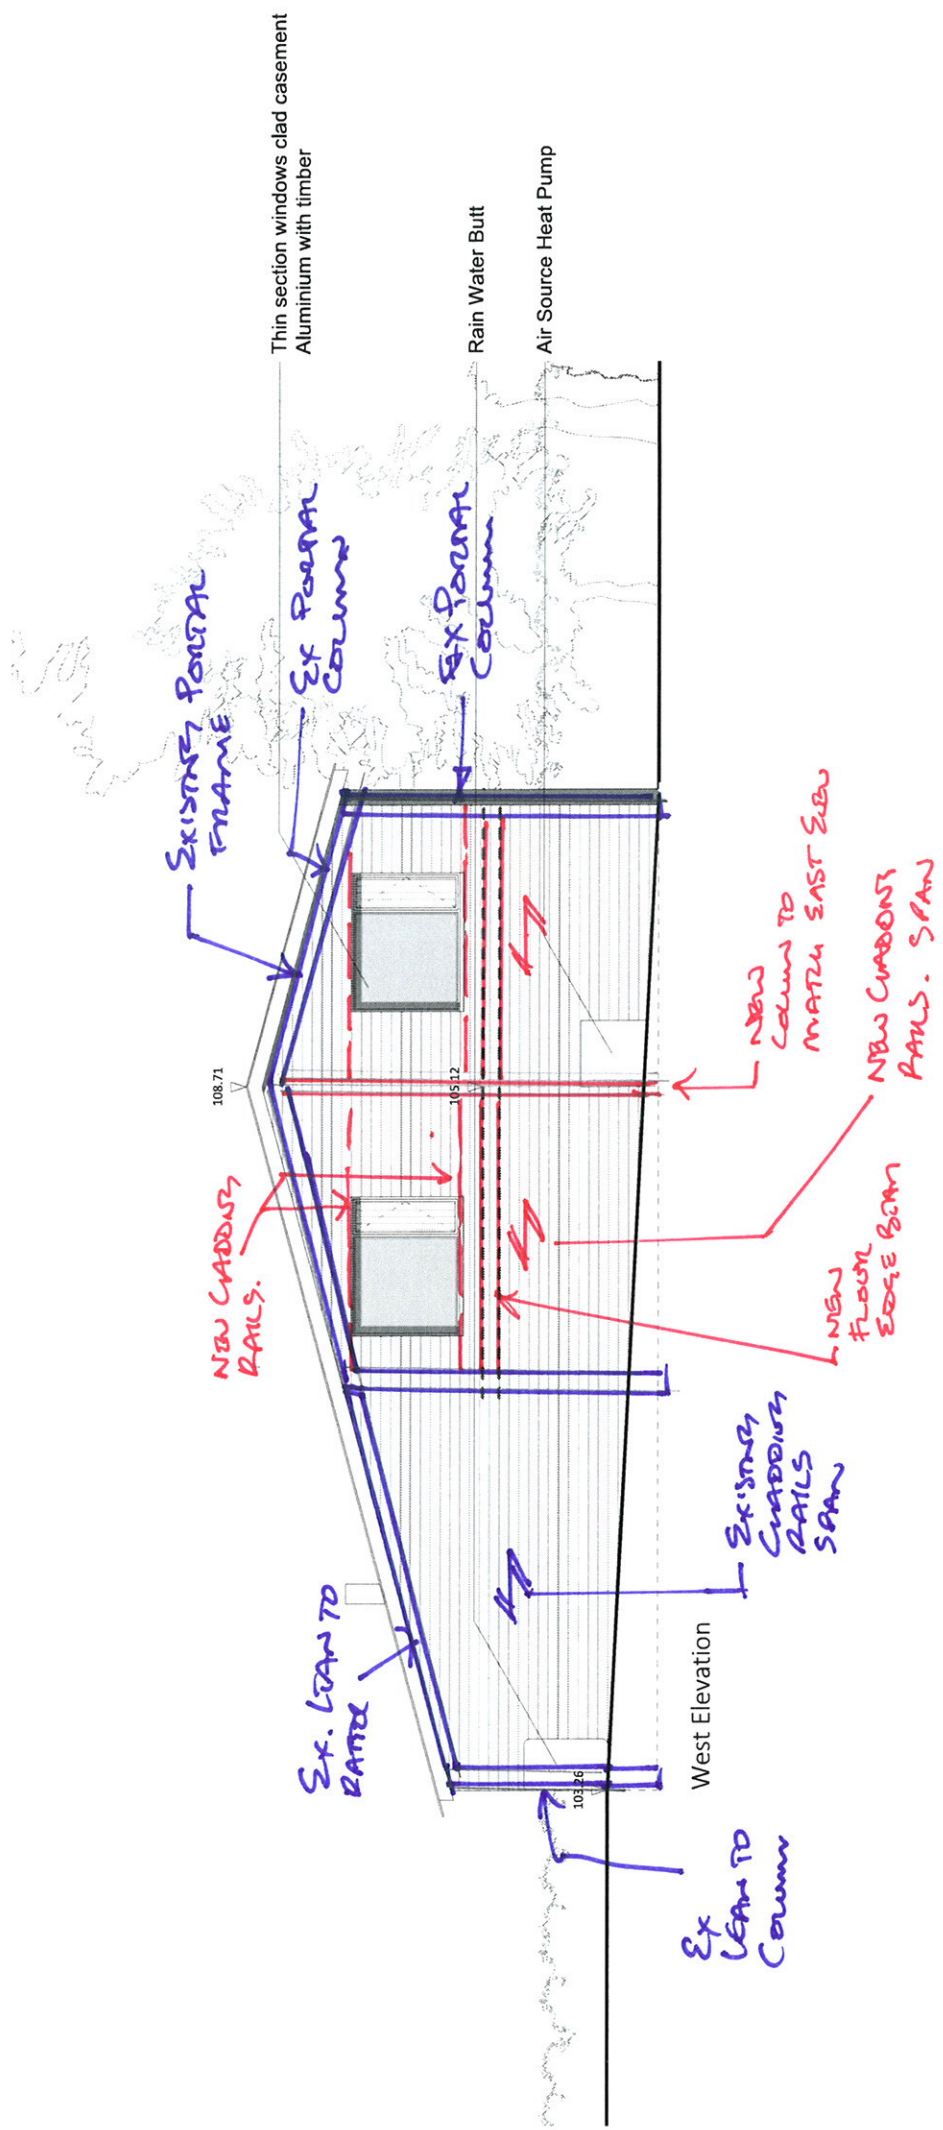 Thin section windows clad casement
Aluminium with timber
Rain Water Butt
Air Source Heat Pump
EXISTING PORTAL
FRAME
EX PORTAL
COLUMN
EX PORTAL
COLUMN
108.71
105.12
103.26
NEW CLADDING
RAILS.
EX. LEAN TO
RAFTER
EX
LEAN TO
COLUMN
West Elevation
EXISTING
CLADDING
RAILS
SPAN
NEW
FLOOR
EDGE BEAM
NEW CLADDING
RAILS. SPAN
NEW
COLUMN TO
MATCH EAST ELEV